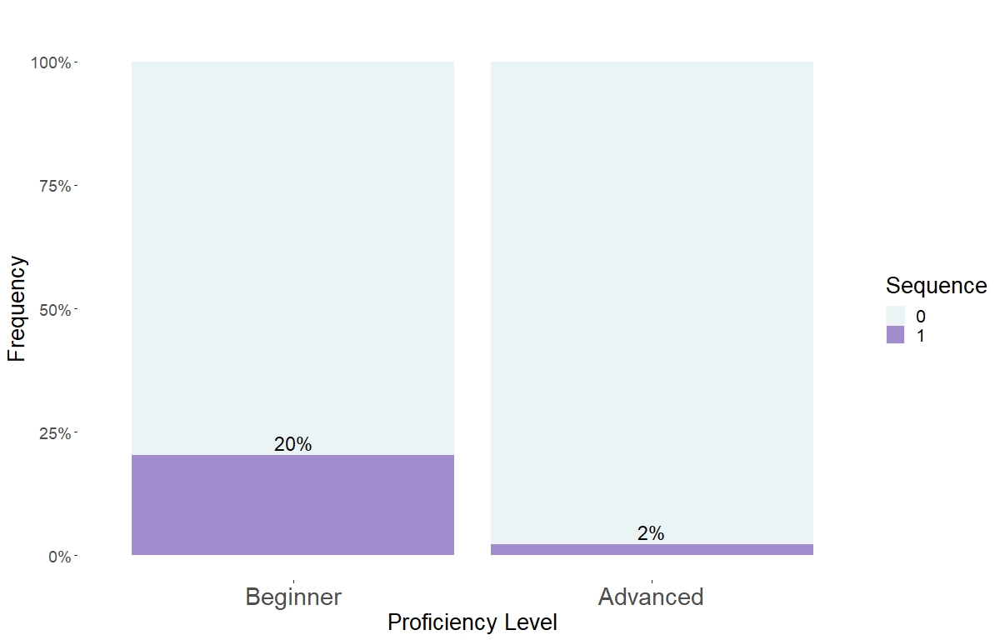 100%
75%
50%
25%
0%
Frequency
20%
2%
Beginner
Advanced
Proficiency Level
Sequence
0
1